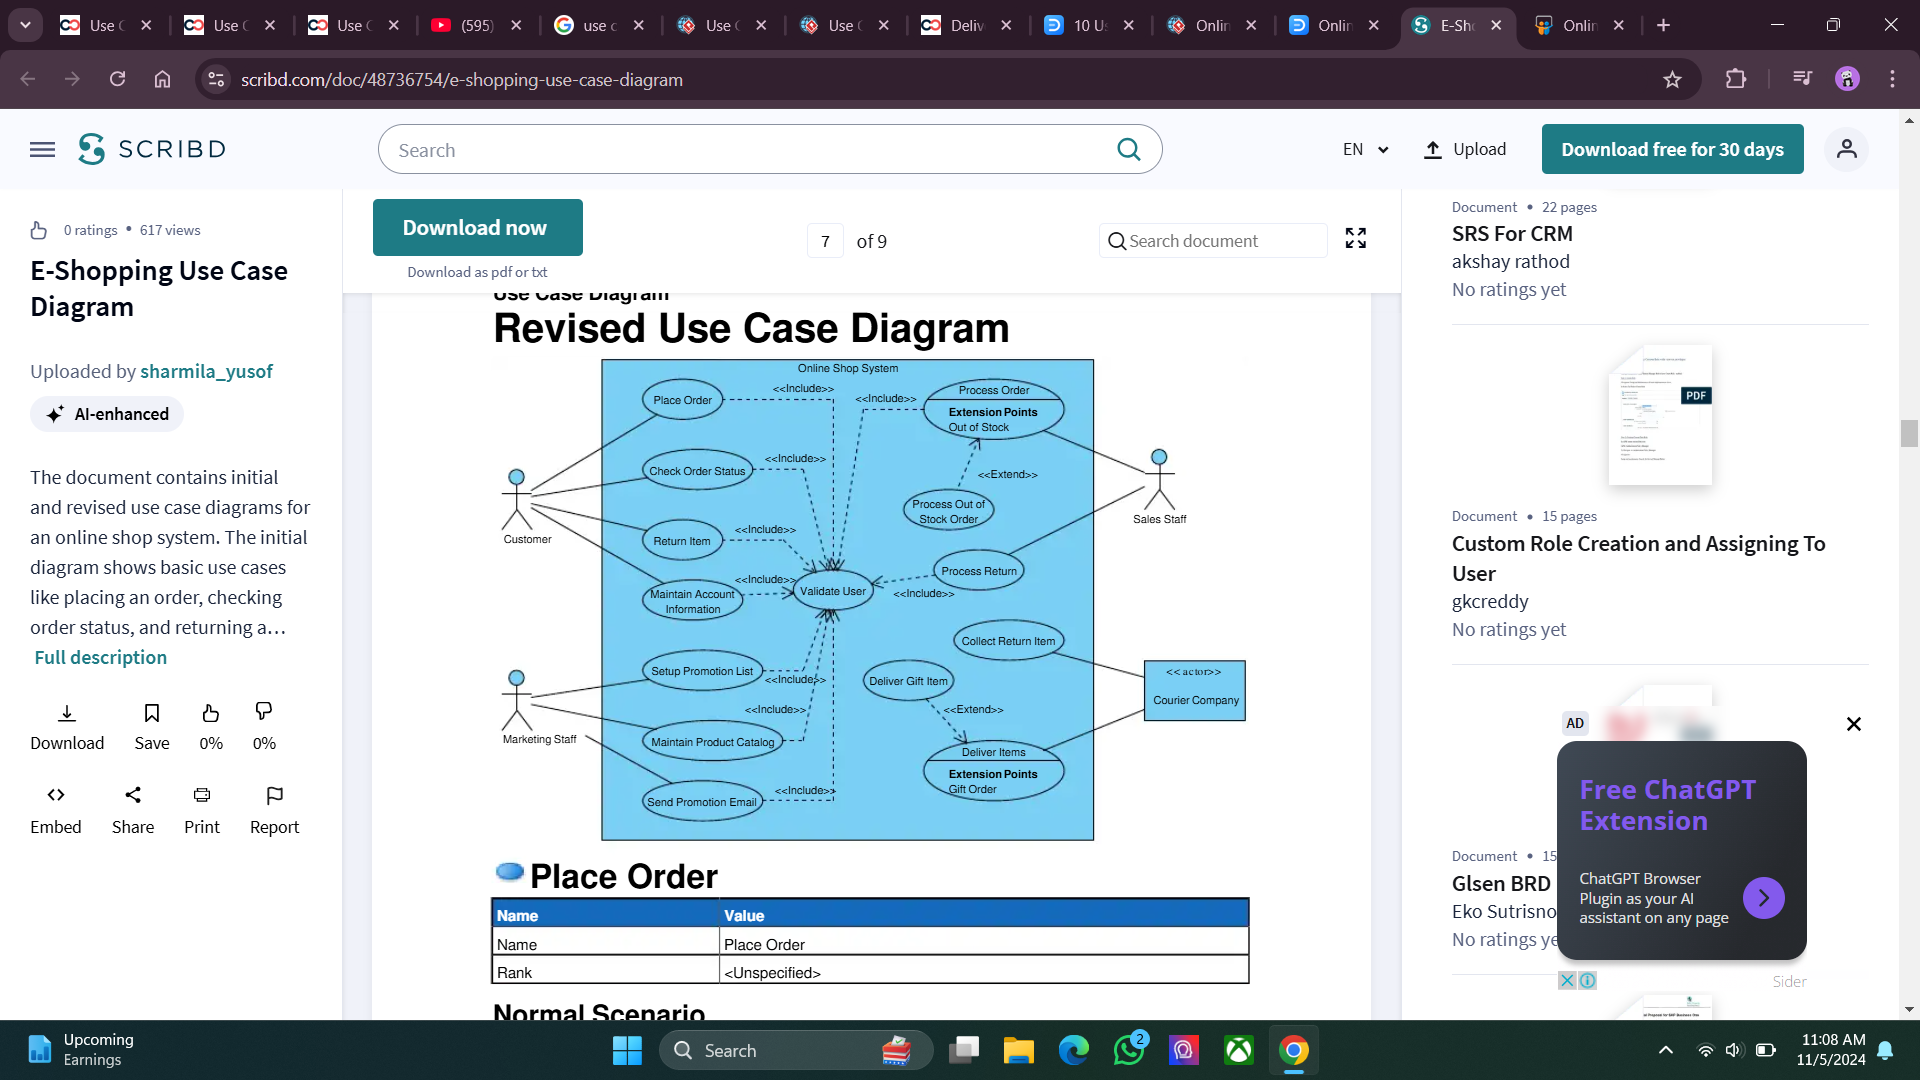 Use C
Use C
Use C
(595)
use c
Use C
Use C
Deliv
10 Us
Onlin
Onlin
E-Sh
Onlin
scribd.com/doc/48736754/e-shopping-use-case-diagram
SCRIBD
Search
EN
Upload
Download free for 30 days
0 ratings • 617 views
E-Shopping Use Case
Diagram
Uploaded by sharmila_yusof
AI-enhanced
The document contains initial
and revised use case diagrams for
an online shop system. The initial
diagram shows basic use cases
like placing an order, checking
order status, and returning a…
Full description
Download
Save
0%
0%
Embed
Share
Print
Report
Download now
Download as pdf or txt
7 of 9
Search document
Use Case Diagram
Revised Use Case Diagram
Online Shop System
Place Order
<<Include>>
<<Include>>
Process Order
Extension Points
Out of Stock
Check Order Status
<<Include>>
<<Extend>>
Customer
Process Out of
Stock Order
Sales Staff
Return Item
<<Include>>
Process Return
<<Include>>
Maintain Account
Information
<<Include>>
Validate User
Collect Return Item
Setup Promotion List
<<Include>>
Deliver Gift Item
<<actor>>
Courier Company
<<Include>>
<<Extend>>
Marketing Staff
Maintain Product Catalog
Deliver Items
Extension Points
Gift Order
Send Promotion Email
<<Include>>
Place Order
Name Value
Name Place Order
Rank <Unspecified>
Normal Scenario
Document • 22 pages
SRS For CRM
akshay rathod
No ratings yet
PDF
Document • 15 pages
Custom Role Creation and Assigning To
User
gkcreddy
No ratings yet
AD
Free ChatGPT
Extension
ChatGPT Browser
Plugin as your AI
assistant on any page
Sider
Document • 15
Glsen BRD
Eko Sutrisno
No ratings ye
Upcoming
Earnings
Search
2
11:08 AM
11/5/2024